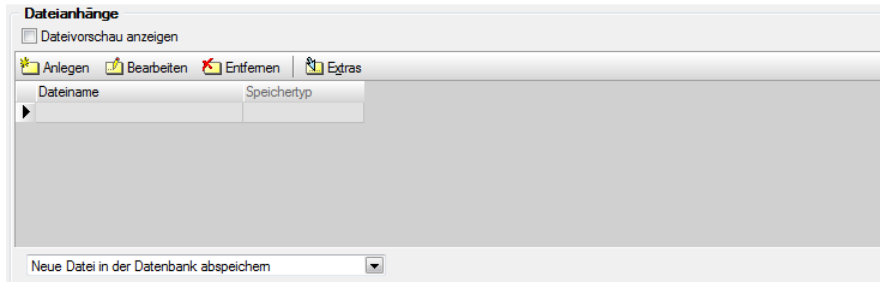 Dateianhänge
Dateivorschau anzeigen
Anlegen Bearbeiten Entfernen Extras
Dateiname Speichertyp
Neue Datei in der Datenbank abspeichern